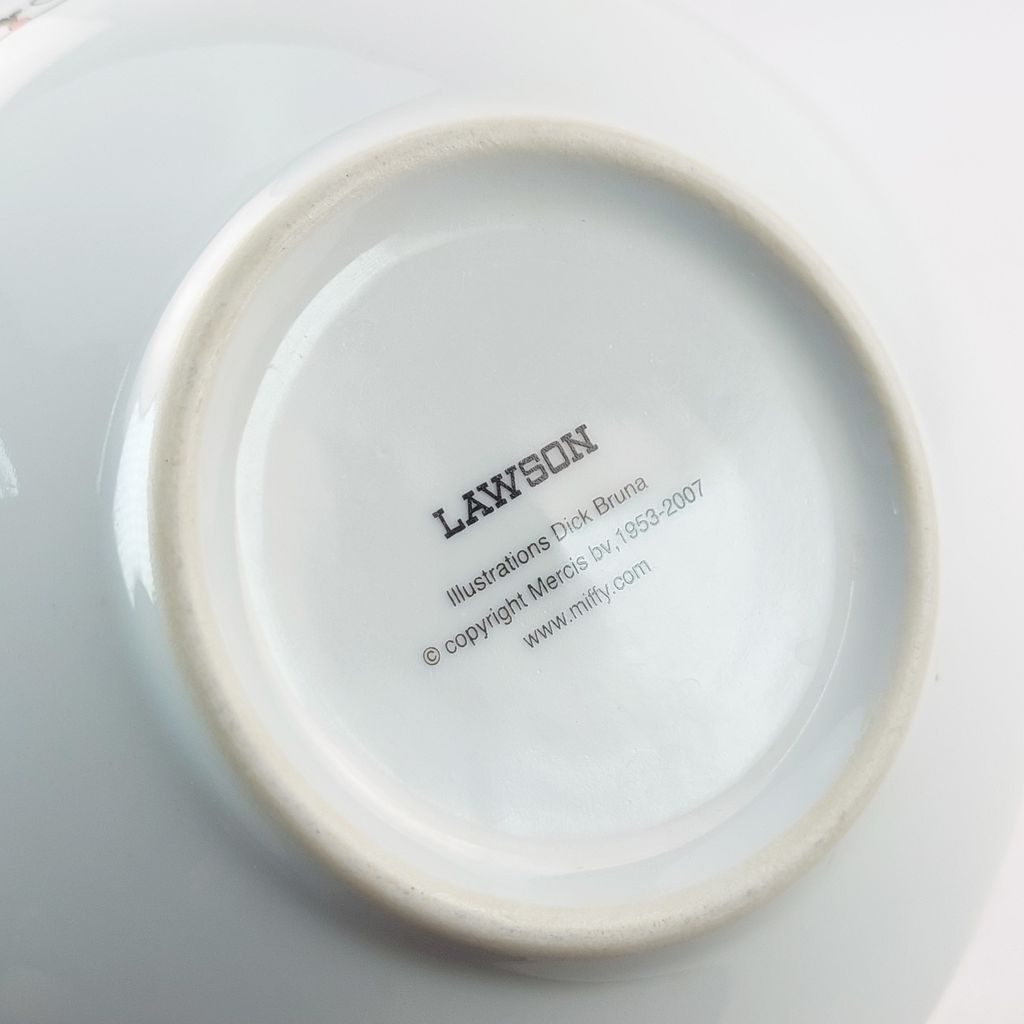 LAWSON
Illustrations Dick Bruna
© copyright Mercis bv,1953-2007
www.miffy.com